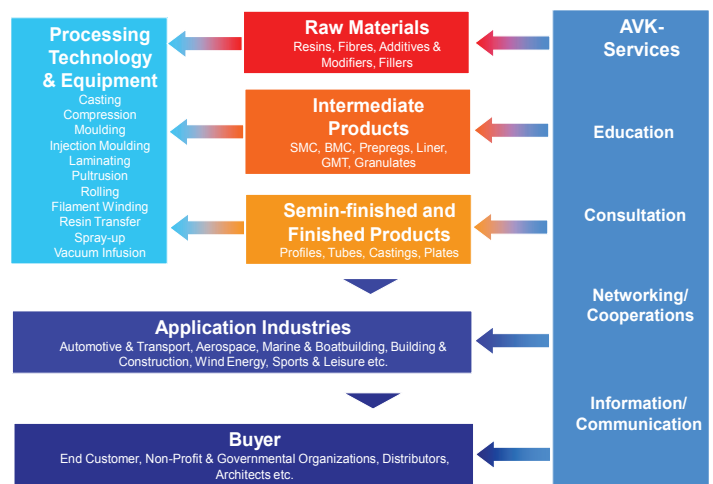 Processing
Technology
& Equipment
Casting
Compression
Moulding
Injection Moulding
Laminating
Pultrusion
Rolling
Filament Winding
Resin Transfer
Spray-up
Vacuum Infusion
Raw Materials
Resins, Fibres, Additives &
Modifiers, Fillers
Intermediate
Products
SMC, BMC, Prepregs, Liner,
GMT, Granulates
Semin-finished and
Finished Products
Profiles, Tubes, Castings, Plates
Application Industries
Automotive & Transport, Aerospace, Marine & Boatbuilding, Building &
Construction, Wind Energy, Sports & Leisure etc.
Buyer
End Customer, Non-Profit & Governmental Organizations, Distributors,
Architects etc.
AVK-
Services
Education
Consultation
Networking/
Cooperations
Information/
Communication